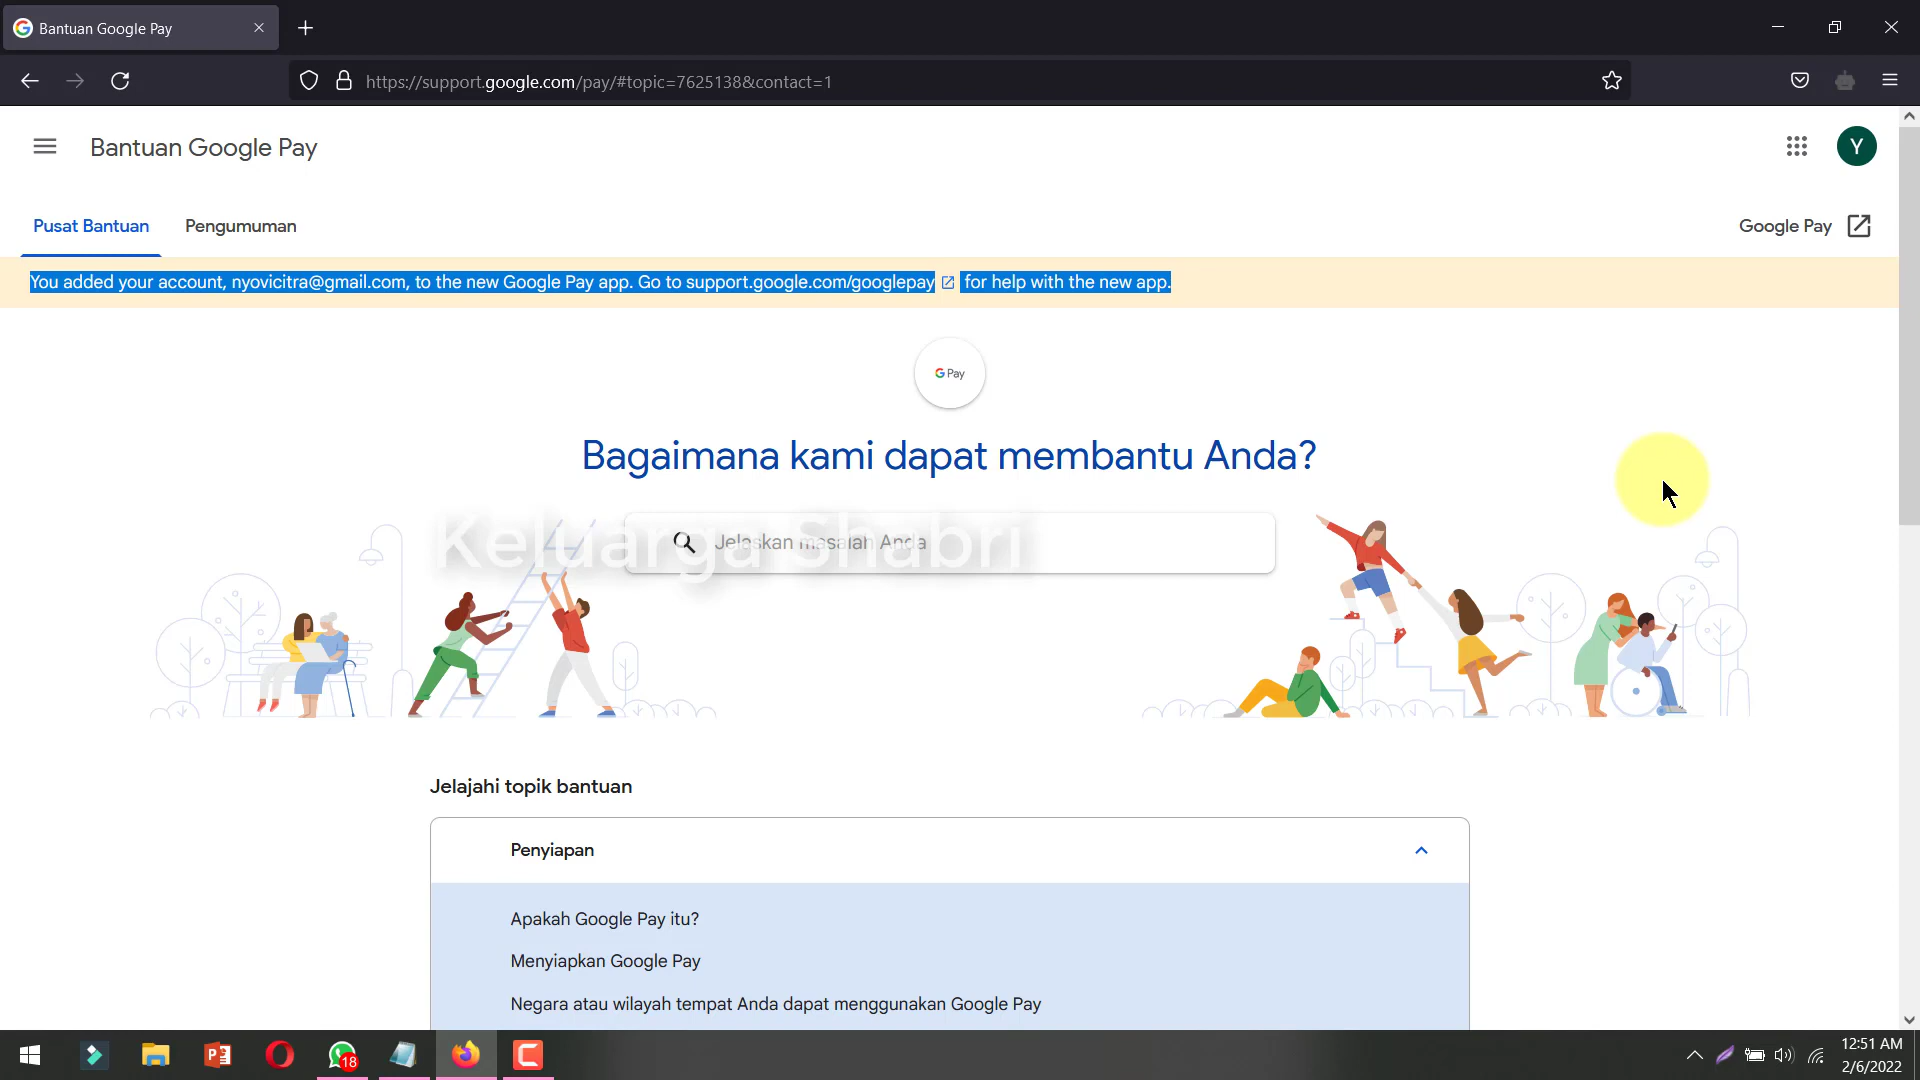 Bantuan Google Pay
https://support.google.com/pay/#topic=7625138&contact=1
Bantuan Google Pay
Y
Pusat Bantuan
Pengumuman
Google Pay
You added your account, nyovicitra@gmail.com, to the new Google Pay app. Go to support.google.com/googlepay for help with the new app.
G Pay
Bagaimana kami dapat membantu Anda?
Keluarga Shabri
Jelaskan masalah Anda
Jelajahi topik bantuan
Penyiapan
Apakah Google Pay itu?
Menyiapkan Google Pay
Negara atau wilayah tempat Anda dapat menggunakan Google Pay
18
12:51 AM
2/6/2022